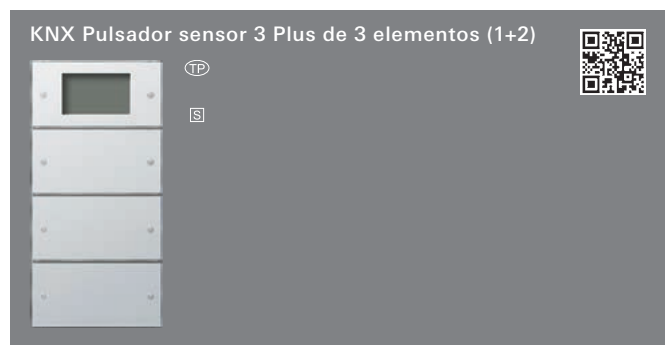 KNX Pulsador sensor 3 Plus de 3 elementos (1+2)
TP
S